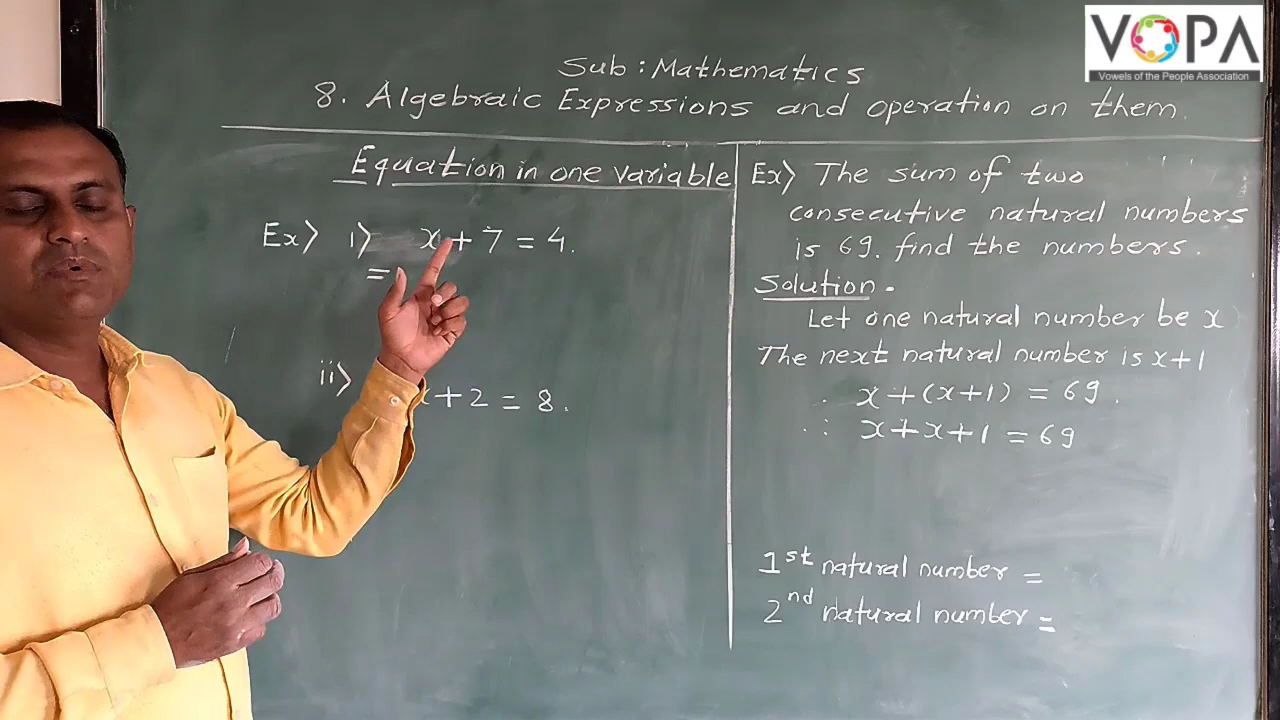 VOPA
Vowels of the People Association
Sub : Mathematics
8. Algebraic Expressions and operation on them.
Equation in one variable
Ex> i> x + 7 = 4.
=
ii> x + 2 = 8.
Ex> The sum of two
consecutive natural numbers
is 69. find the numbers.
Solution -
Let one natural number be x
The next natural number is x+1
∴ x + (x+1) = 69.
∴ x + x + 1 = 69
1st natural number =
2nd natural number =